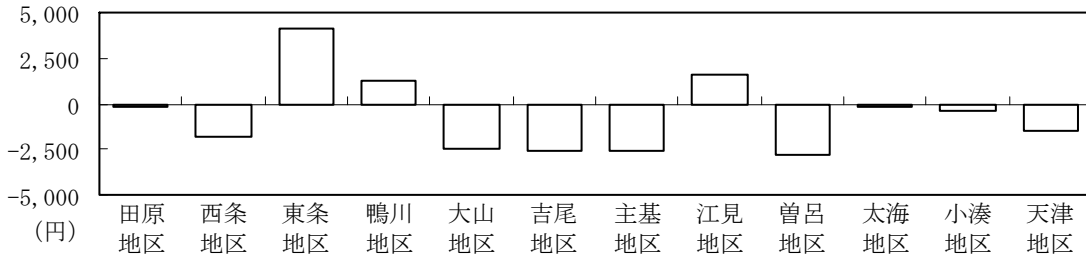 5,000
2,500
0
−2,500
−5,000
(円)
田原 西条 東条 鴨川 大山 吉尾 主基 江見 曽呂 太海 小湊 天津
地区 地区 地区 地区 地区 地区 地区 地区 地区 地区 地区 地区